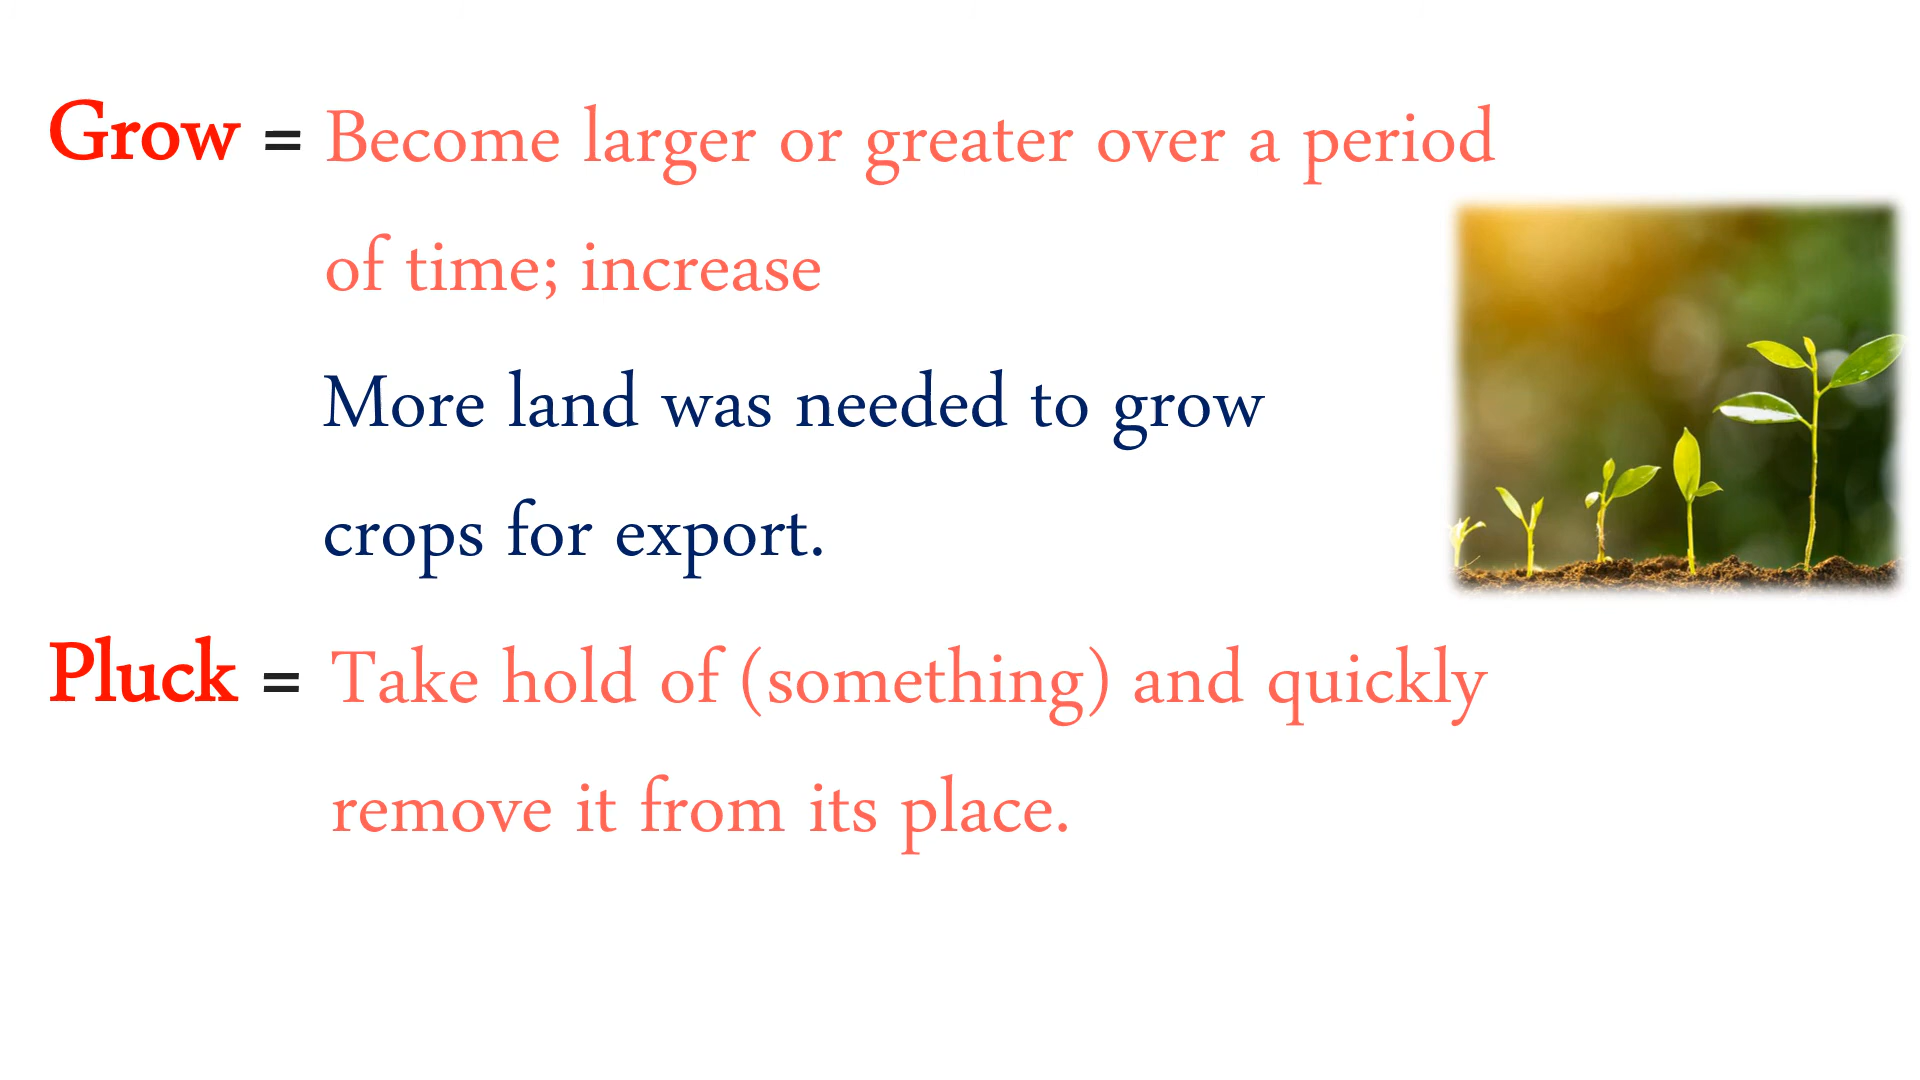 Grow = Become larger or greater over a period
of time; increase
More land was needed to grow
crops for export.
Pluck = Take hold of (something) and quickly
remove it from its place.